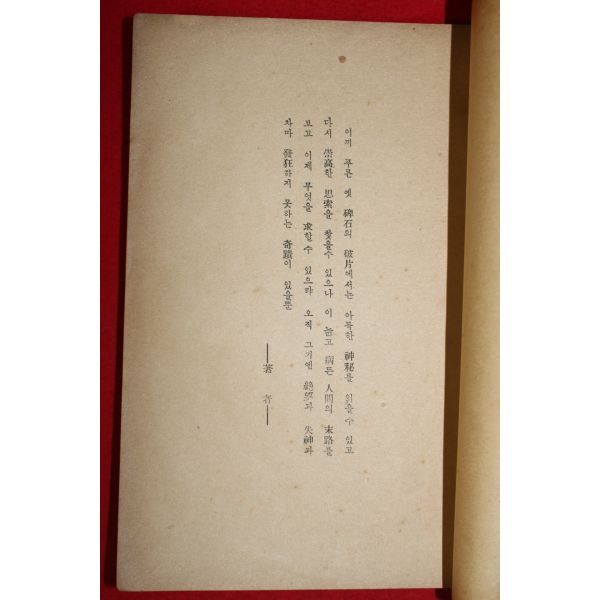 이끼 푸른 옛 碑石의 破片에서는 아득한 神秘를 읽을수 있고
다시 崇高한 思索을 찾을수 있으나 이 늙고 病든 人間의 末路를
보고 이제 무엇을 求할수 있으랴 오직 그기엔 絶望과 失神과
차마 發狂하지 못하는 奇蹟이 있을뿐
——著 者——